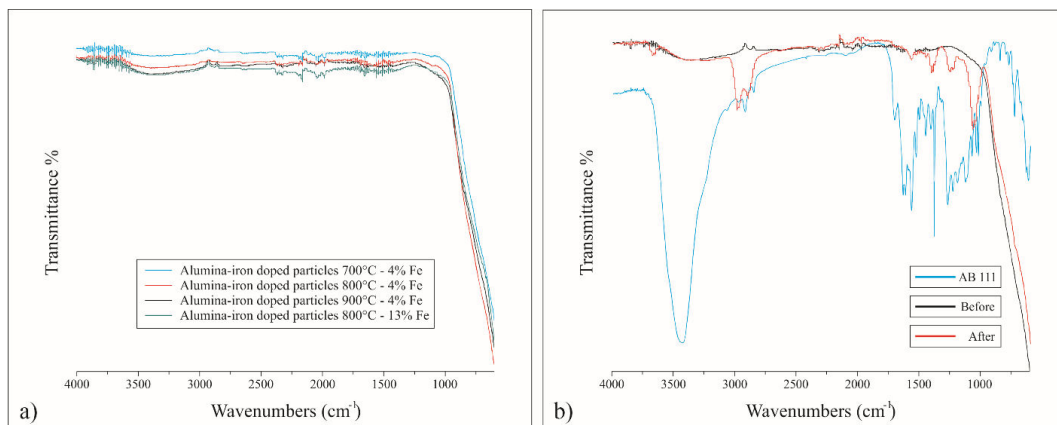 Transmittance %
Alumina-iron doped particles 700°C - 4% Fe
Alumina-iron doped particles 800°C - 4% Fe
Alumina-iron doped particles 900°C - 4% Fe
Alumina-iron doped particles 800°C - 13% Fe
4000 3500 3000 2500 2000 1500 1000
Wavenumbers (cm-1)
a)
Transmittance %
AB 111
Before
After
4000 3500 3000 2500 2000 1500 1000
Wavenumbers (cm-1)
b)